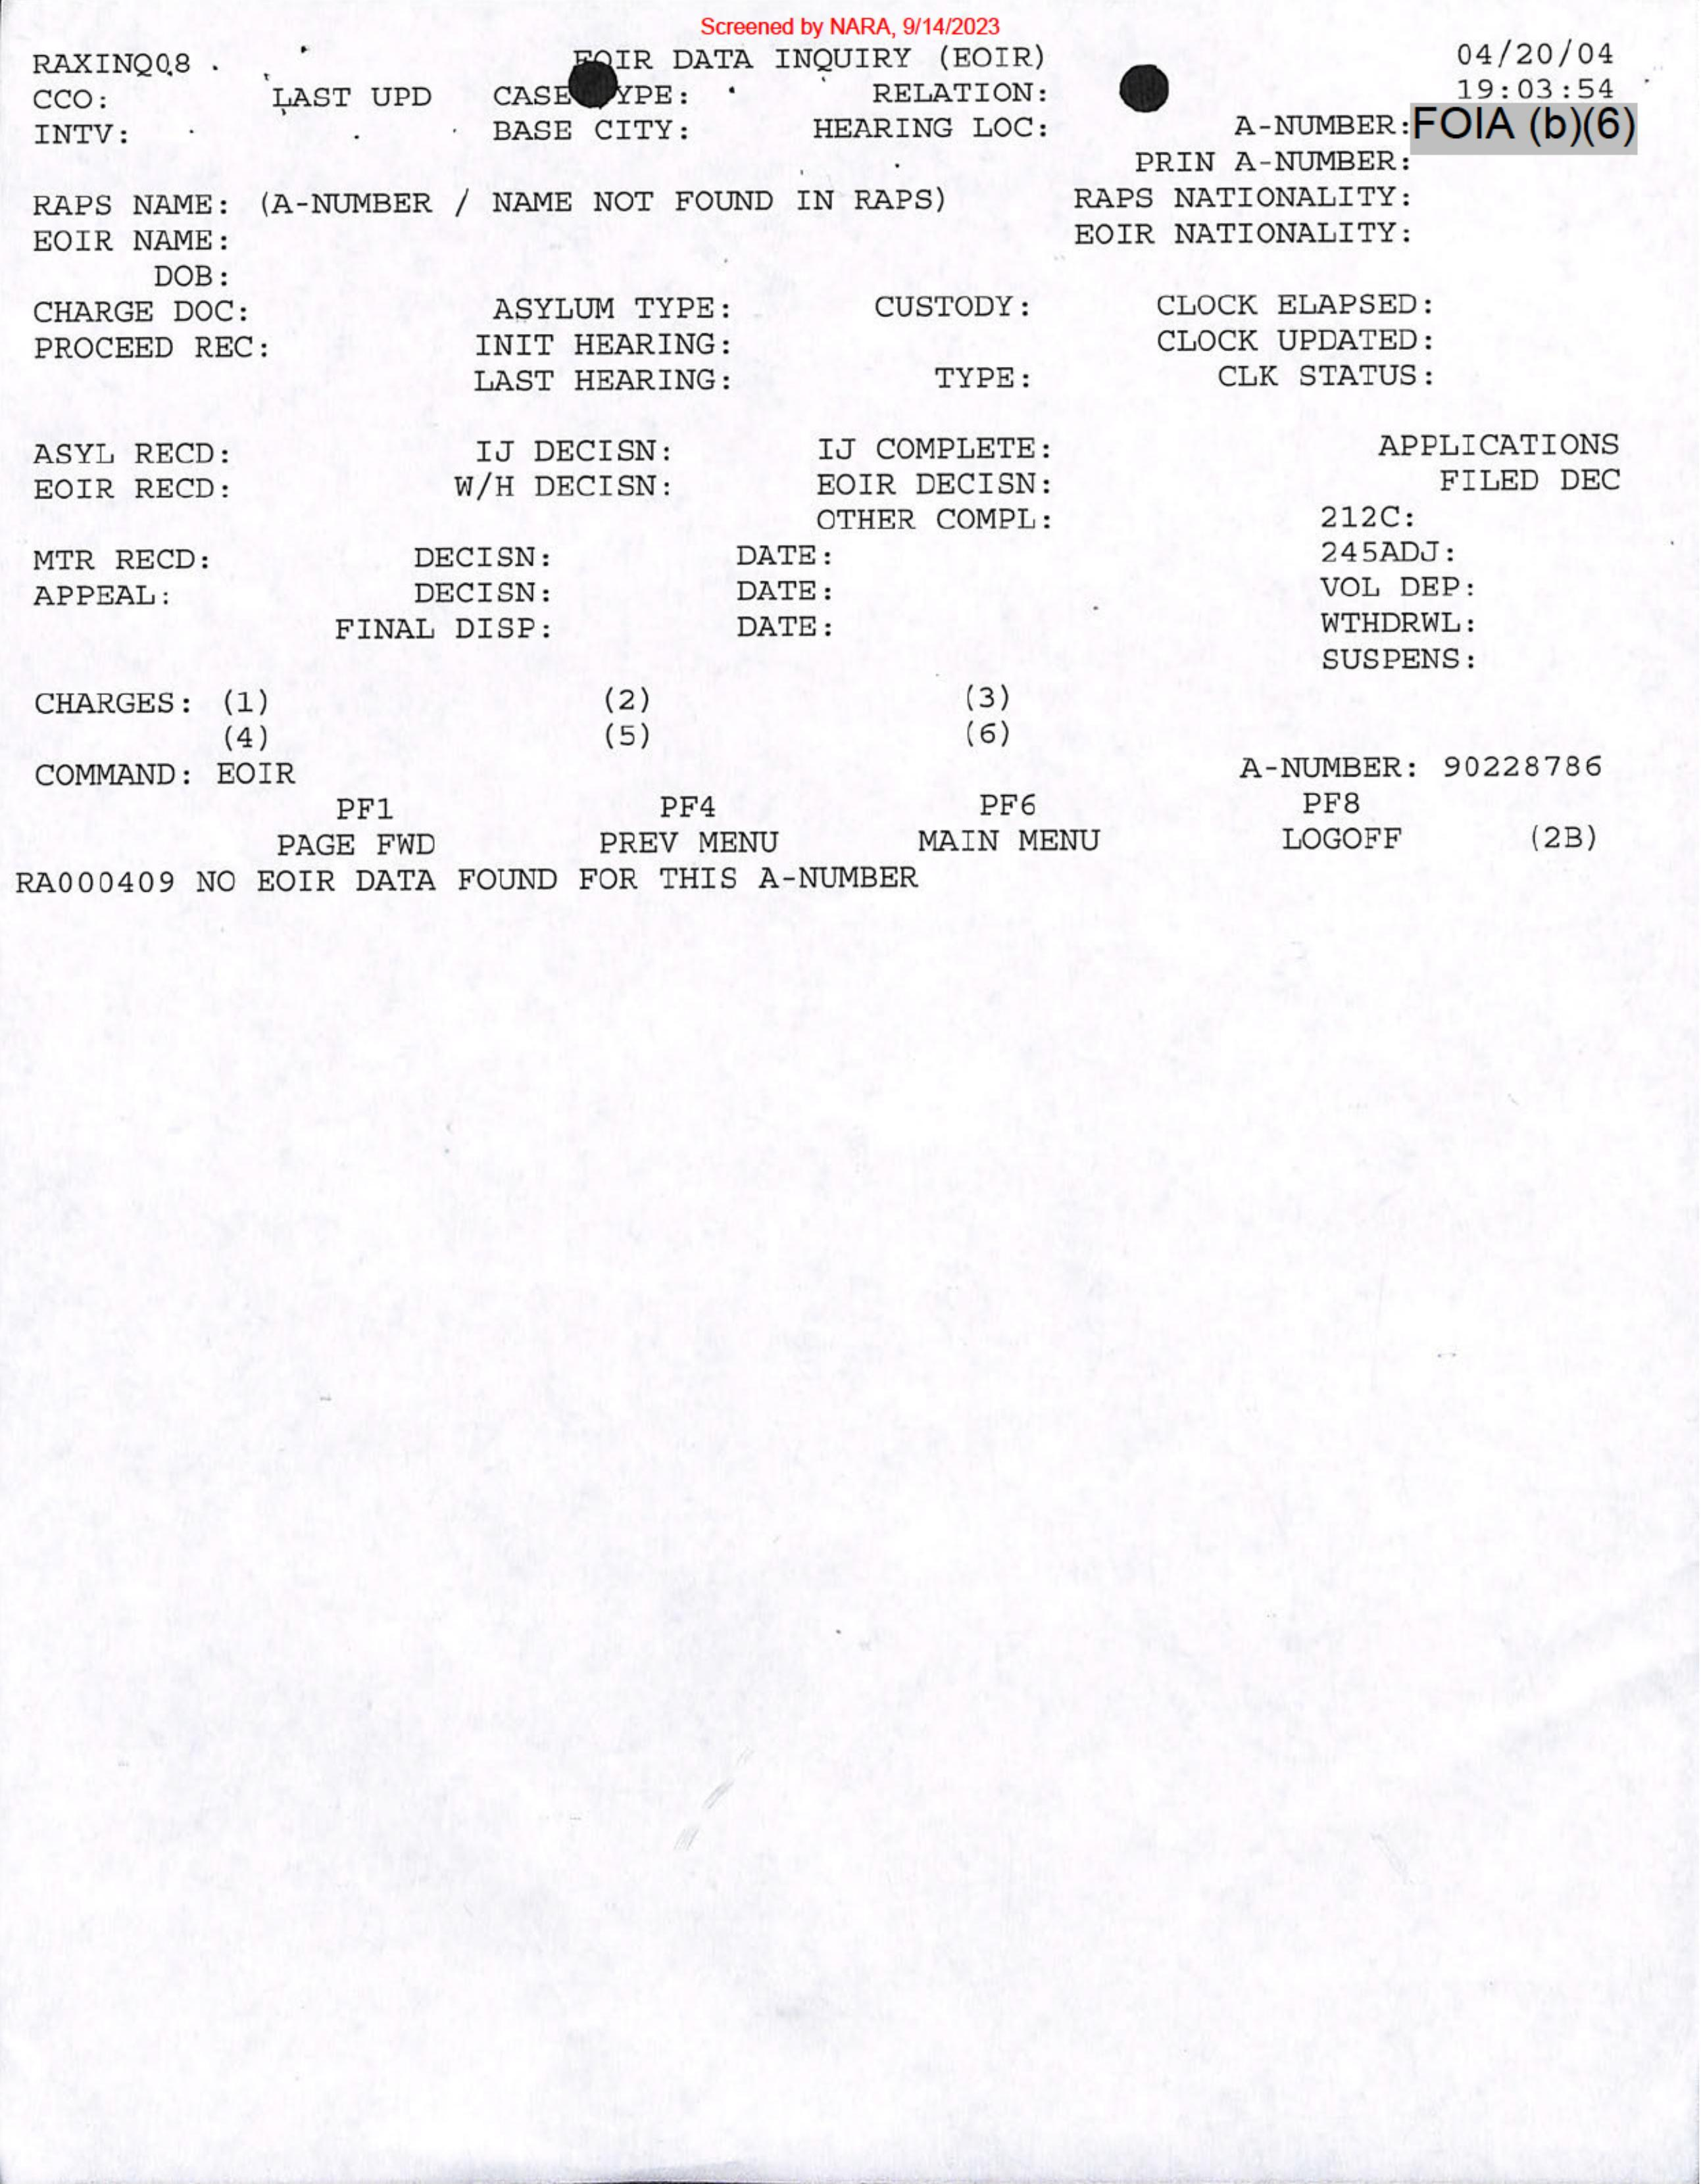 Screened by NARA, 9/14/2023
RAXINQ08 . EOIR DATA INQUIRY (EOIR) 04/20/04
CCO: LAST UPD CASE TYPE: RELATION: 19:03:54
INTV: BASE CITY: HEARING LOC: A-NUMBER: FOIA (b)(6)
PRIN A-NUMBER:
RAPS NAME: (A-NUMBER / NAME NOT FOUND IN RAPS) RAPS NATIONALITY:
EOIR NAME: EOIR NATIONALITY:
DOB:
CHARGE DOC: ASYLUM TYPE: CUSTODY: CLOCK ELAPSED:
PROCEED REC: INIT HEARING: CLOCK UPDATED:
LAST HEARING: TYPE: CLK STATUS:
ASYL RECD: IJ DECISN: IJ COMPLETE: APPLICATIONS
EOIR RECD: W/H DECISN: EOIR DECISN: FILED DEC
OTHER COMPL: 212C:
MTR RECD: DECISN: DATE: 245ADJ:
APPEAL: DECISN: DATE: VOL DEP:
FINAL DISP: DATE: WTHDRWL:
SUSPENS:
CHARGES: (1) (2) (3)
(4) (5) (6)
COMMAND: EOIR A-NUMBER: 90228786
PF1 PF4 PF6 PF8
PAGE FWD PREV MENU MAIN MENU LOGOFF (2B)
RA000409 NO EOIR DATA FOUND FOR THIS A-NUMBER